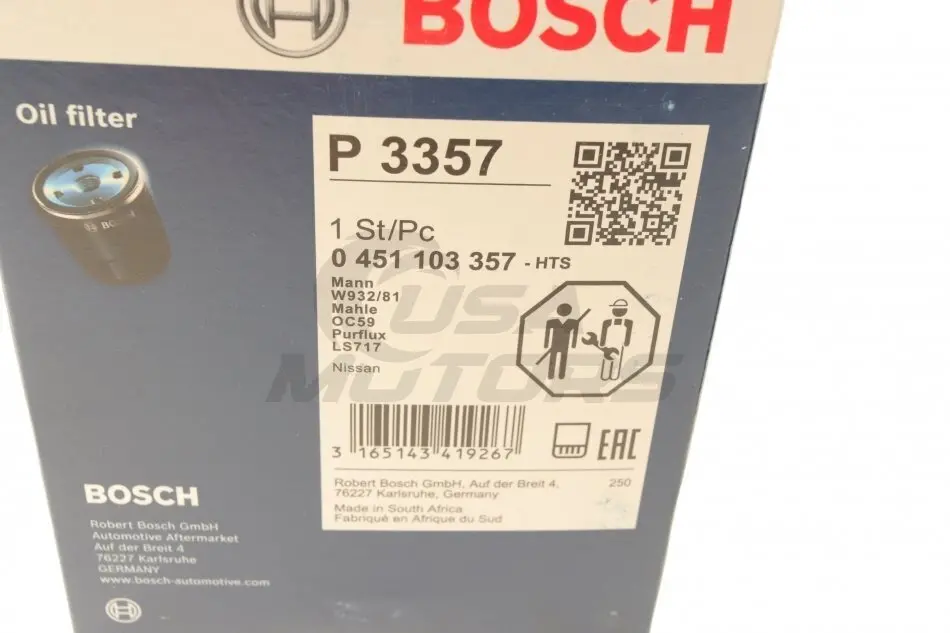 BOSCH
Oil filter
BOSCH
P 3357
1 St/Pc
0 451 103 357 - HTS
Mann
W932/81
Mahle
OC59
Purflux
LS717
Nissan
USA
MOTORS
3 165143 419267
EAC
Robert Bosch GmbH, Auf der Breit 4,
76227 Karlsruhe, Germany
250
Made in South Africa
Fabriqué en Afrique du Sud
BOSCH
Robert Bosch GmbH
Automotive Aftermarket
Auf der Breit 4
76227 Karlsruhe
GERMANY
www.bosch-automotive.com